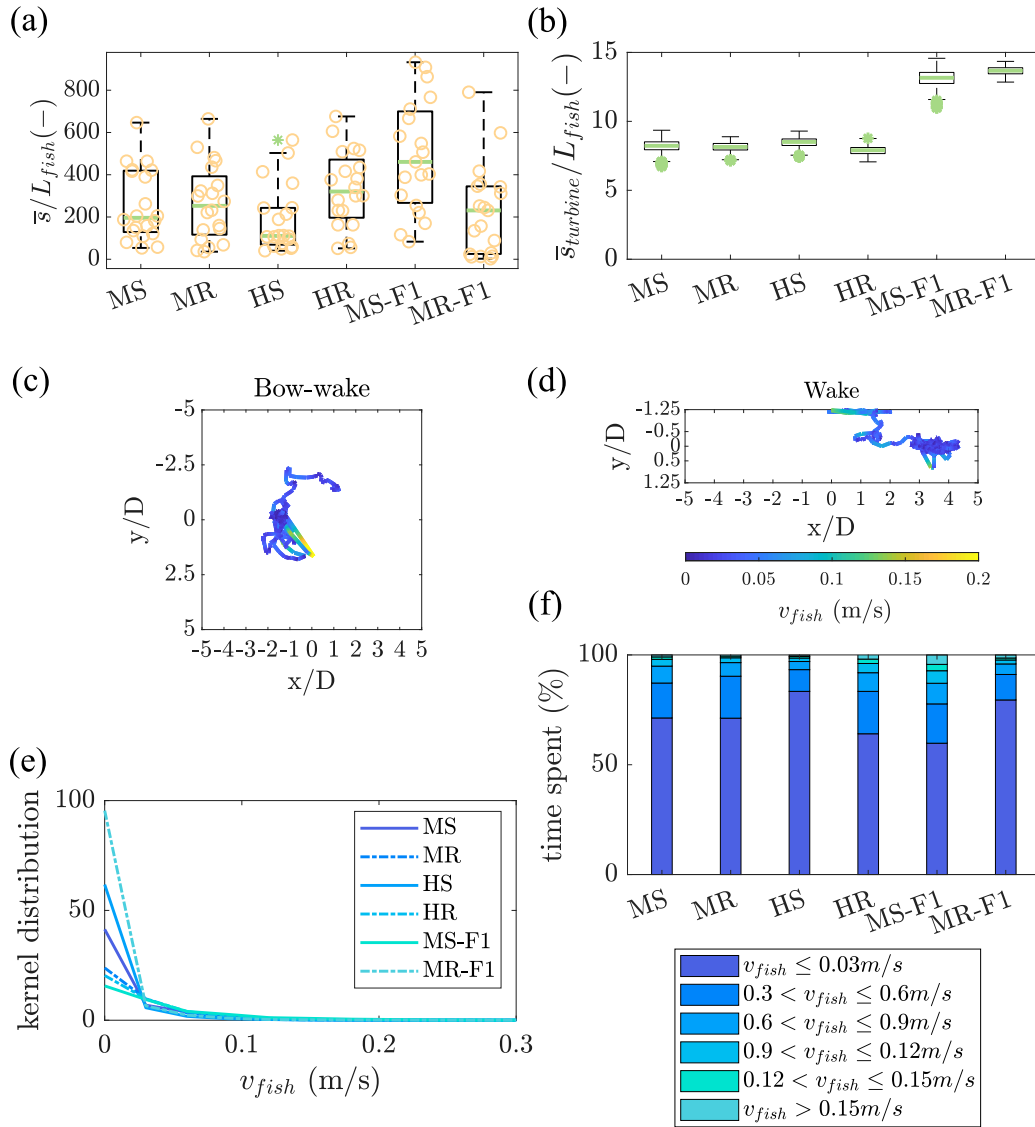 (a)
s̅/L_fish(−)
800
600
400
200
0
MS
MR
HS
HR
MS-F1
MR-F1
(b)
s̅_turbine/L_fish(−)
15
10
5
0
MS
MR
HS
HR
MS-F1
MR-F1
(c)
Bow-wake
y/D
-5
-2.5
0
2.5
5
-5 -4 -3 -2 -1 0 1 2 3 4 5
x/D
(d)
Wake
y/D
-1.25
-0.5
0
0.5
1.25
-5 -4 -3 -2 -1 0 1 2 3 4 5
x/D
0 0.05 0.1 0.15 0.2
v_fish (m/s)
(e)
kernel distribution
100
50
0
0 0.1 0.2 0.3
v_fish (m/s)
MS
MR
HS
HR
MS-F1
MR-F1
(f)
time spent (%)
100
50
0
MS
MR
HS
HR
MS-F1
MR-F1
v_fish ≤ 0.03m/s
0.3 < v_fish ≤ 0.6m/s
0.6 < v_fish ≤ 0.9m/s
0.9 < v_fish ≤ 0.12m/s
0.12 < v_fish ≤ 0.15m/s
v_fish > 0.15m/s